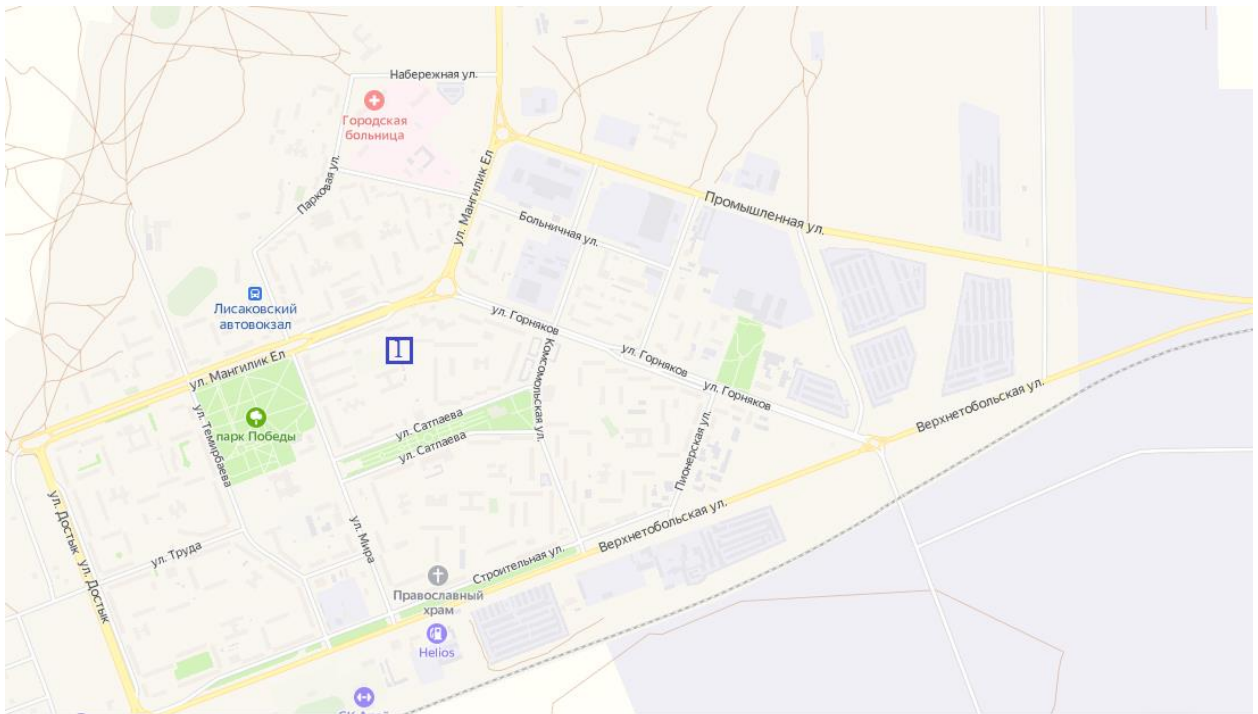 Набережная ул.
Городская
больница
Парковая ул.
ул. Мангилик Ел
Промышленная ул.
Больничная ул.
Лисаковский
автовокзал
ул. Горняков
ул. Горняков
ул. Горняков
1
ул. Мангилик Ел
Комсомольская ул.
Верхнетобольская ул.
ул. Сатпаева
ул. Сатпаева
парк Победы
ул. Темирбаева
Пионерская ул.
ул. Достык
ул. Достык
ул. Мира
ул. Труда
Верхнетобольская ул.
Строительная ул.
Православный
храм
Helios